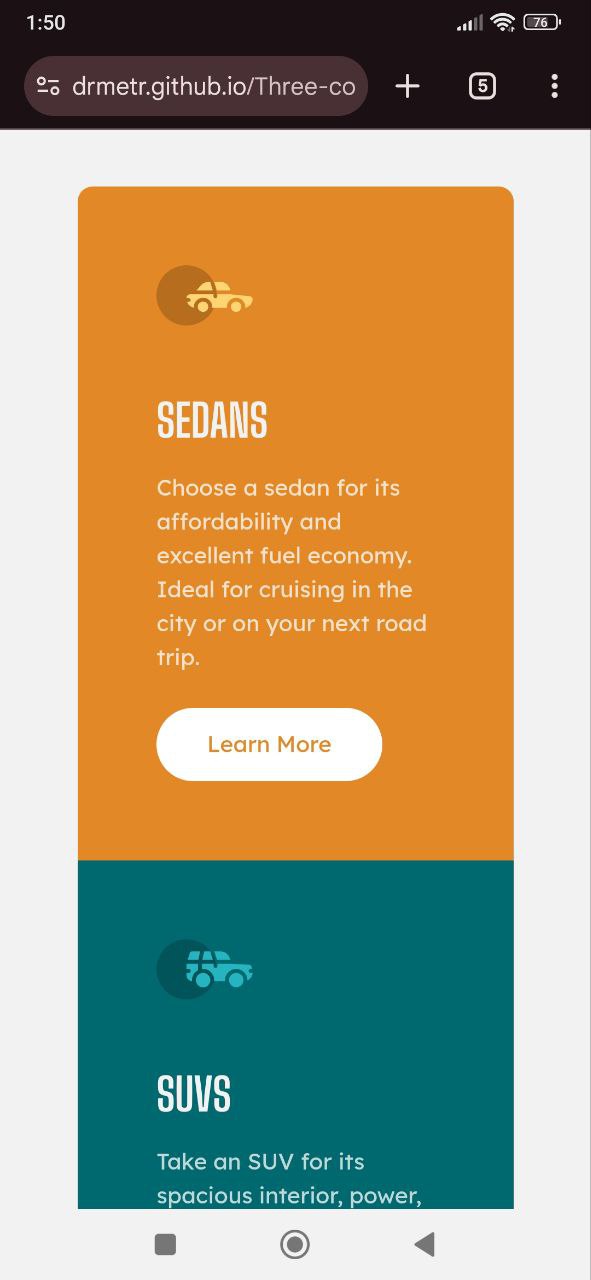 1:50
76
drmetr.github.io/Three-co
5
SEDANS
Choose a sedan for its
affordability and
excellent fuel economy.
Ideal for cruising in the
city or on your next road
trip.
Learn More
SUVS
Take an SUV for its
spacious interior, power,